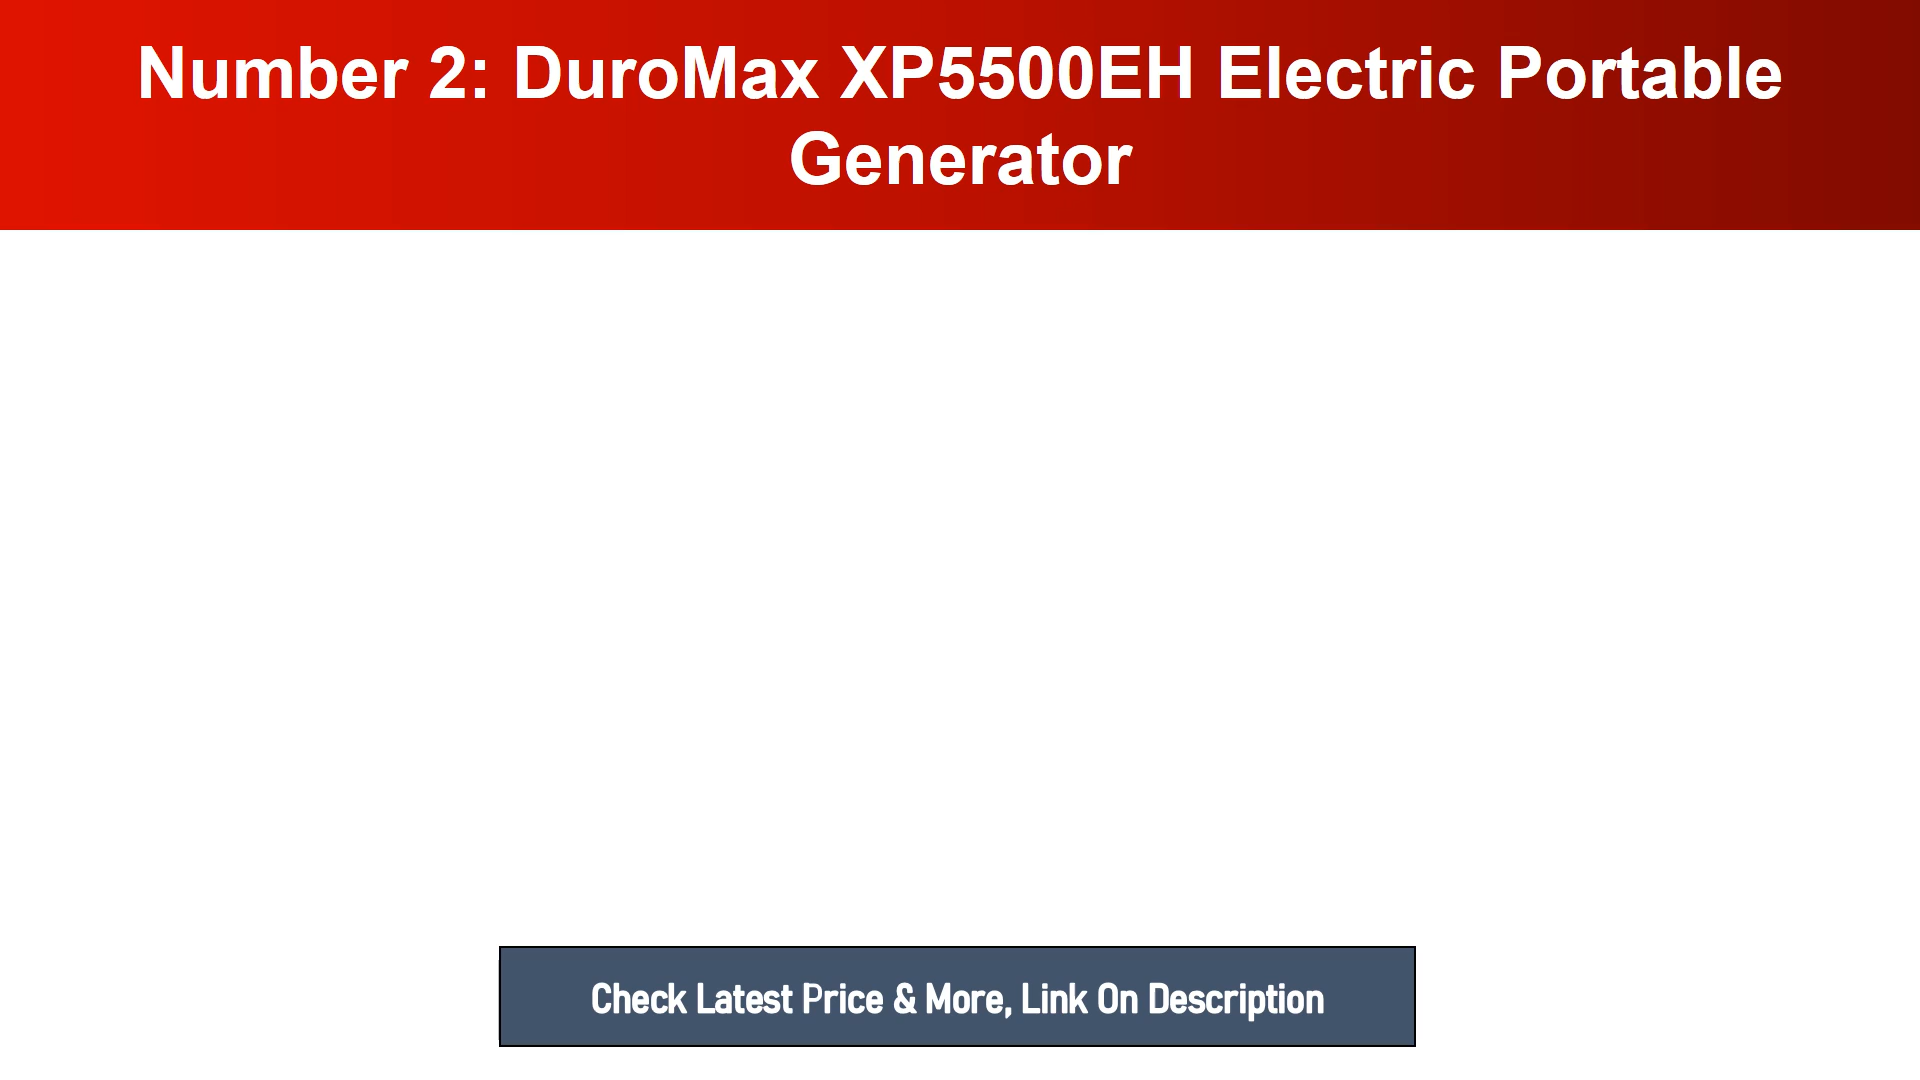 Number 2: DuroMax XP5500EH Electric Portable
Generator
Check Latest Price & More, Link On Description